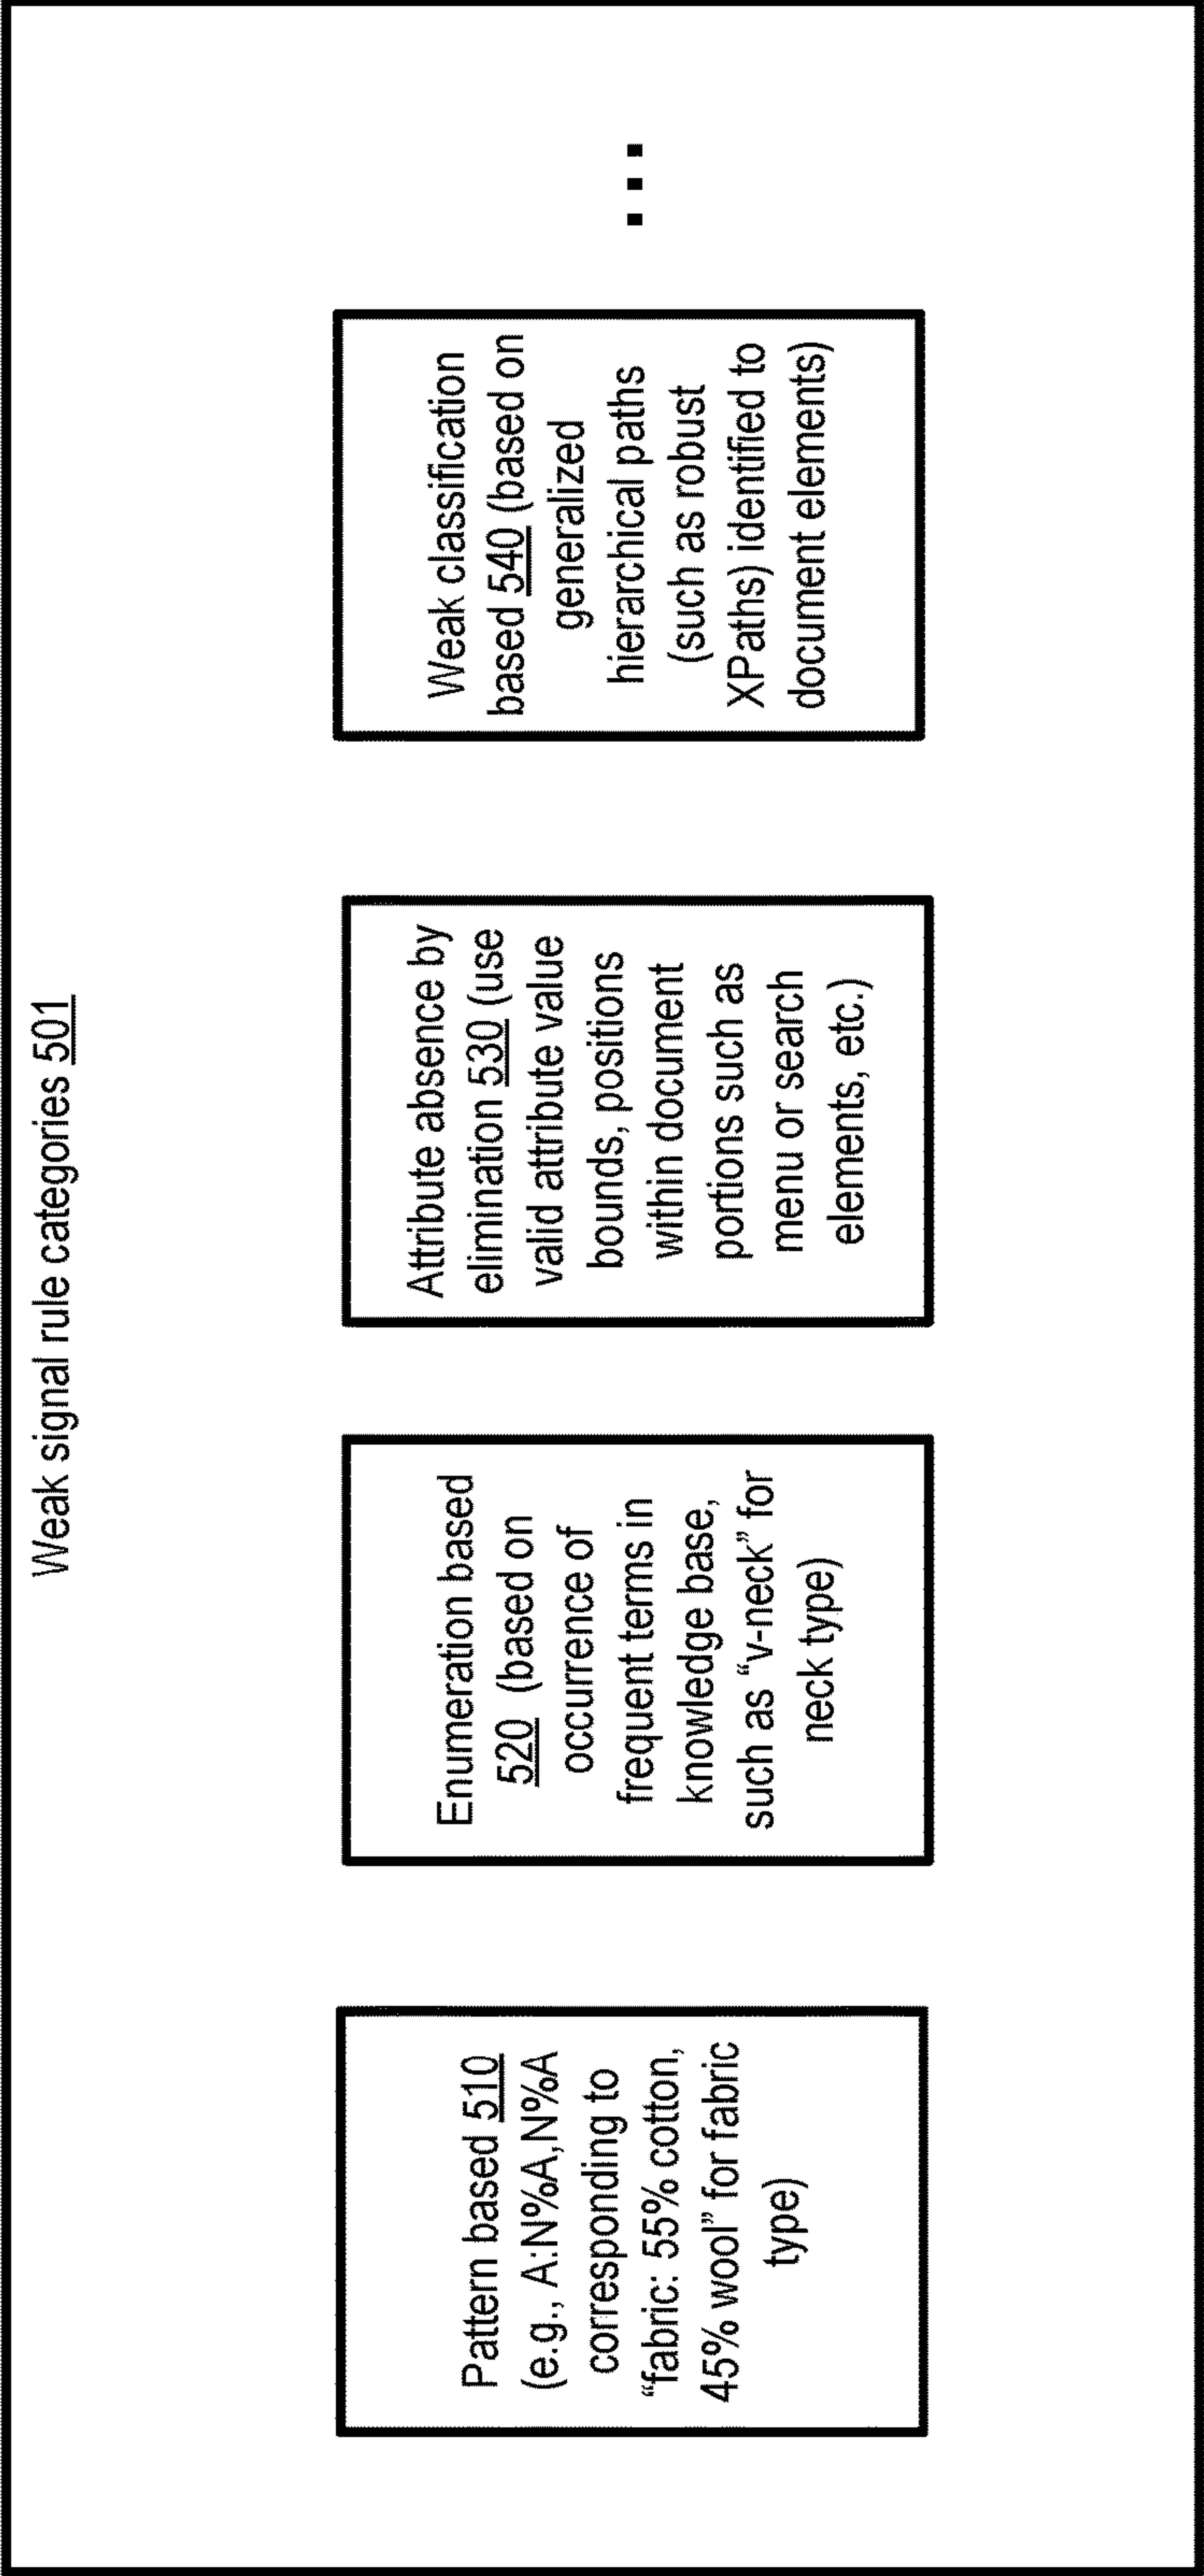 Weak signal rule categories 501
Pattern based 510
(e.g., A:N%A,N%A
corresponding to
“fabric: 55% cotton,
45% wool” for fabric
type)
Enumeration based
520 (based on
occurrence of
frequent terms in
knowledge base,
such as “v-neck” for
neck type)
Attribute absence by
elimination 530 (use
valid attribute value
bounds, positions
within document
portions such as
menu or search
elements, etc.)
Weak classification
based 540 (based on
generalized
hierarchical paths
(such as robust
XPaths) identified to
document elements)
...